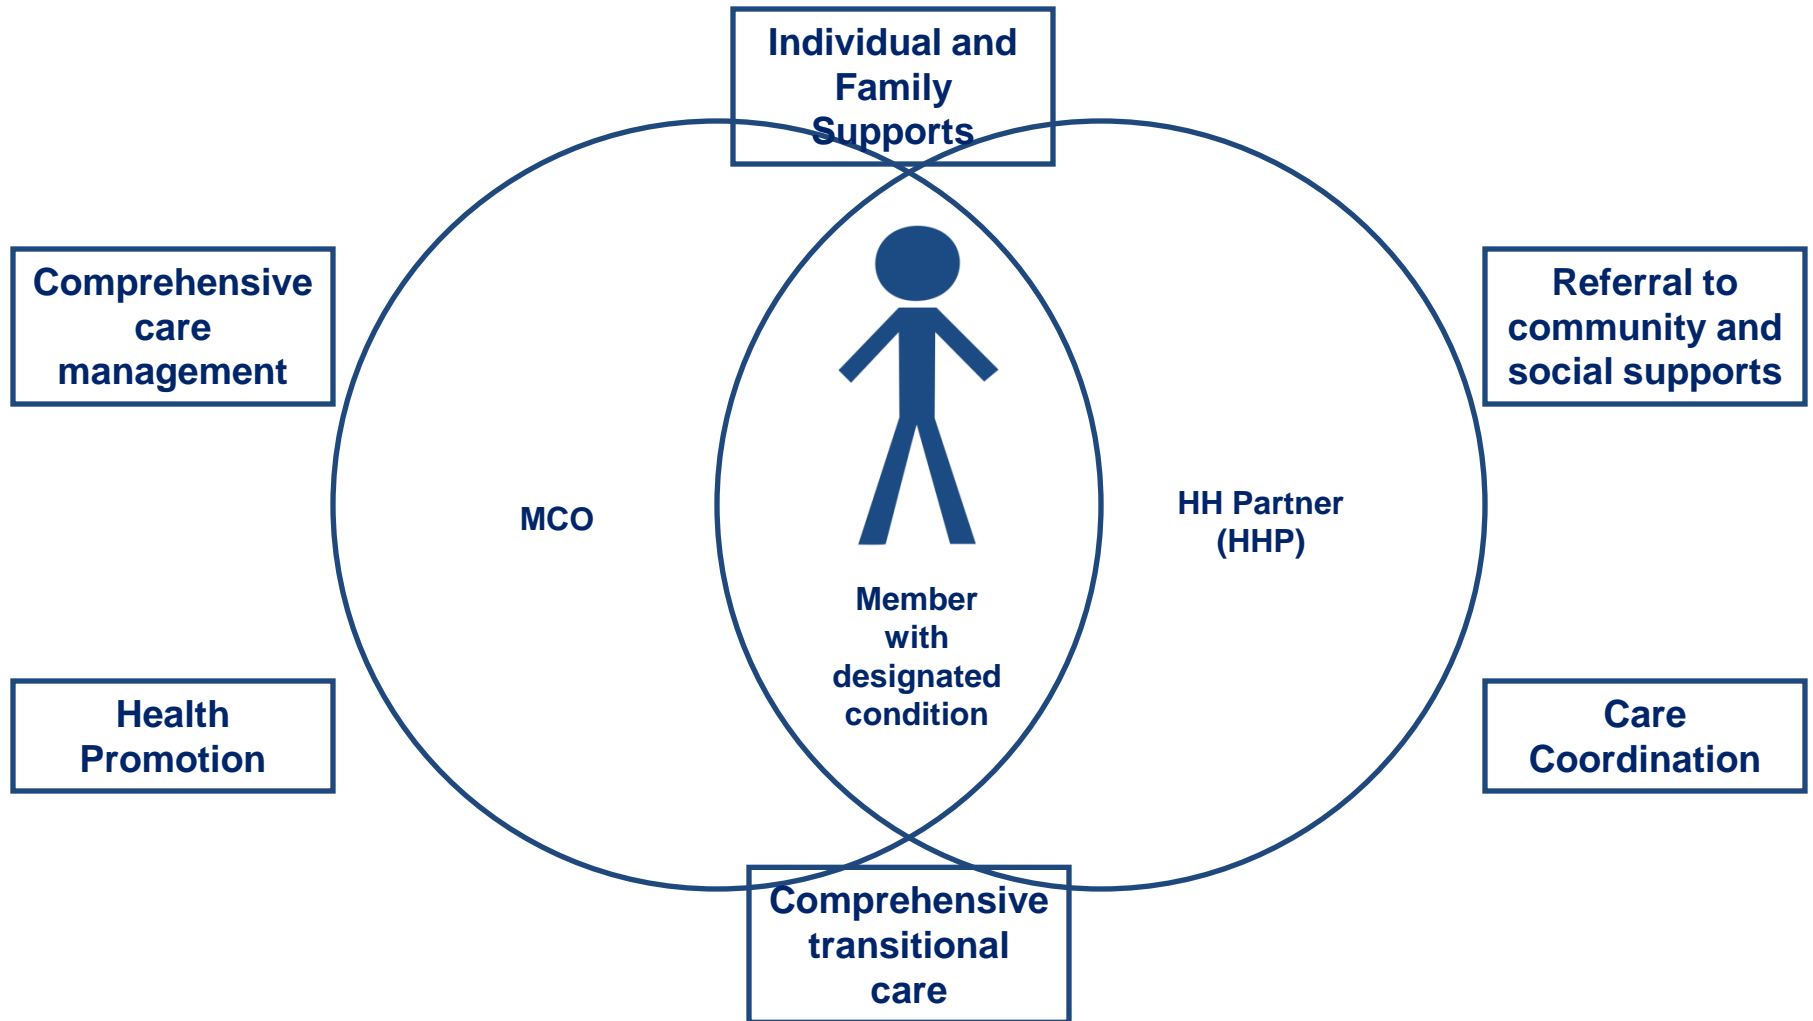 Individual and
Family
Supports
Comprehensive
care
management
Referral to
community and
social supports
MCO
HH Partner
(HHP)
Member
with
designated
condition
Health
Promotion
Care
Coordination
Comprehensive
transitional
care